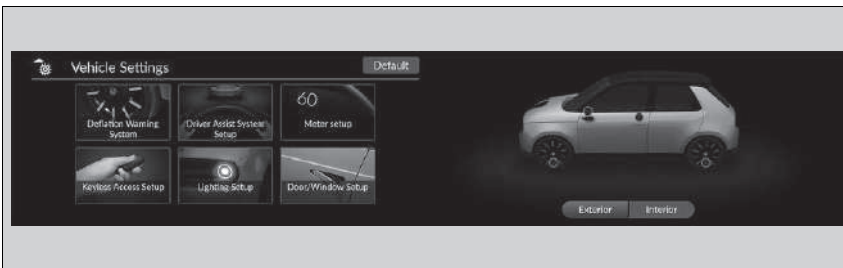 Vehicle Settings
Default
Deflation Warning
System
Driver Assist System
Setup
60
Meter setup
Keyless Access Setup
Lighting Setup
Door/Window Setup
Exterior
Interior